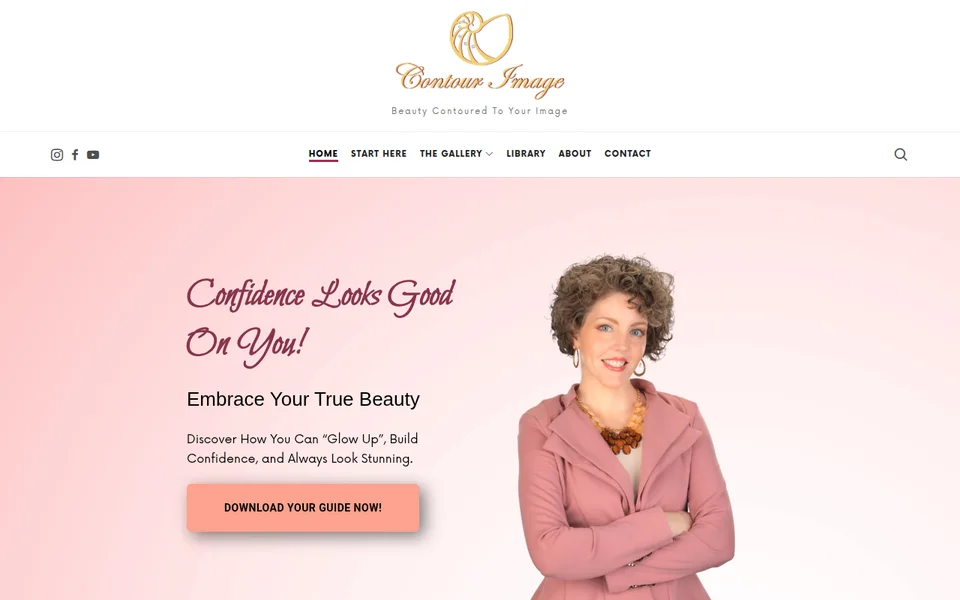 Contour Image
Beauty Contoured To Your Image
HOME START HERE THE GALLERY LIBRARY ABOUT CONTACT
Confidence Looks Good
On You!
Embrace Your True Beauty
Discover How You Can “Glow Up”, Build
Confidence, and Always Look Stunning.
DOWNLOAD YOUR GUIDE NOW!